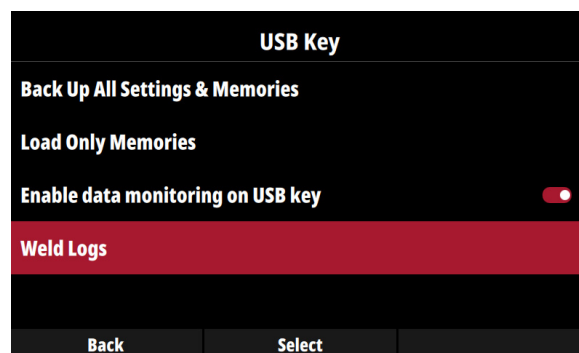 USB Key
Back Up All Settings & Memories
Load Only Memories
Enable data monitoring on USB key
Weld Logs
Back Select